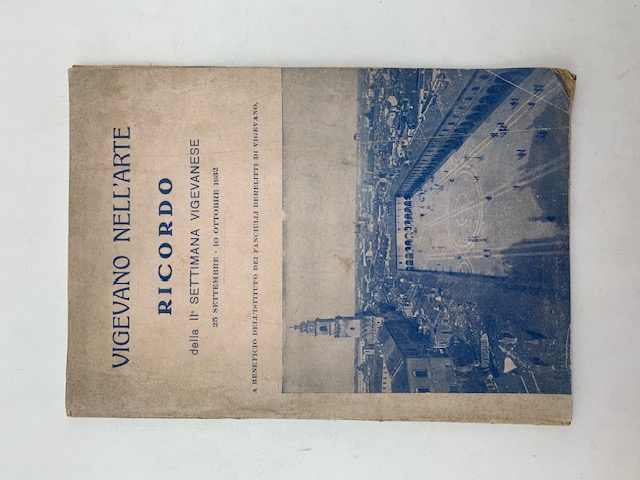 VIGEVANO NELL'ARTE
RICORDO
della IIª SETTIMANA VIGEVANESE
25 SETTEMBRE - 10 OTTOBRE 1932
A BENEFICIO DELL'ISTITUTO DEI FANCIULLI DERELITTI DI VIGEVANO.